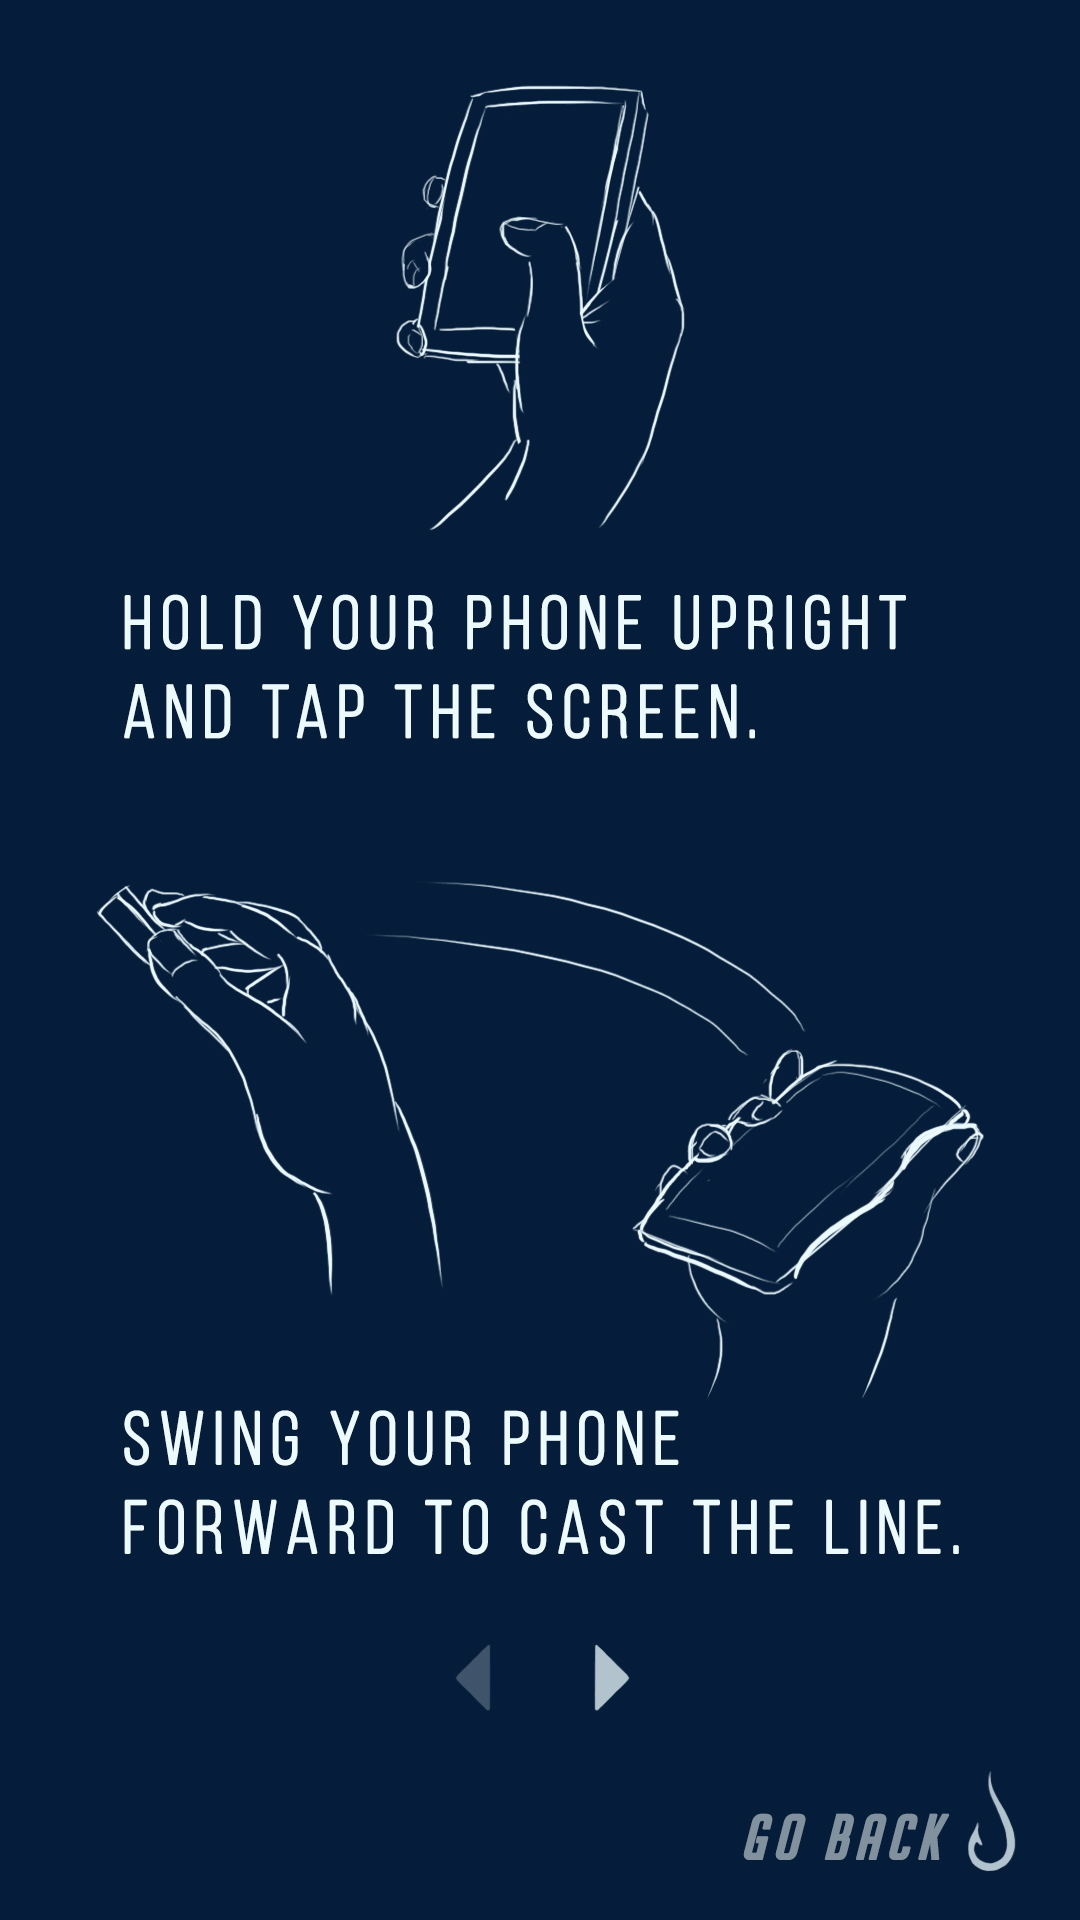 HOLD YOUR PHONE UPRIGHT
AND TAP THE SCREEN.
SWING YOUR PHONE
FORWARD TO CAST THE LINE.
GO BACK